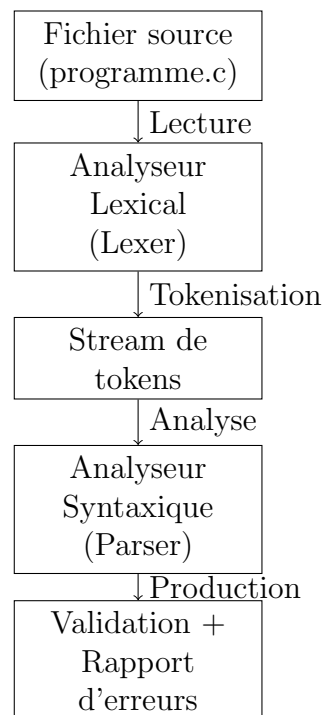 Fichier source
(programme.c)
Lecture
Analyseur
Lexical
(Lexer)
Tokenisation
Stream de
tokens
Analyse
Analyseur
Syntaxique
(Parser)
Production
Validation +
Rapport
d'erreurs